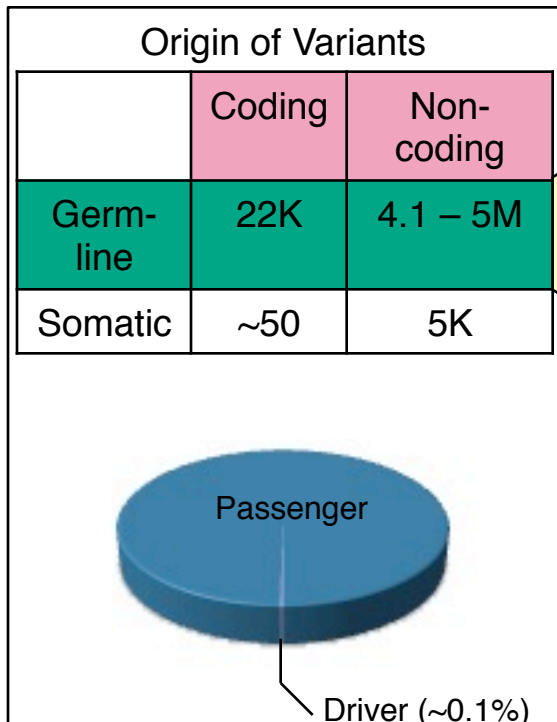 Origin of Variants
Coding
Non-
coding
Germ-
line
22K
4.1 – 5M
Somatic
~50
5K
Passenger
Driver (~0.1%)